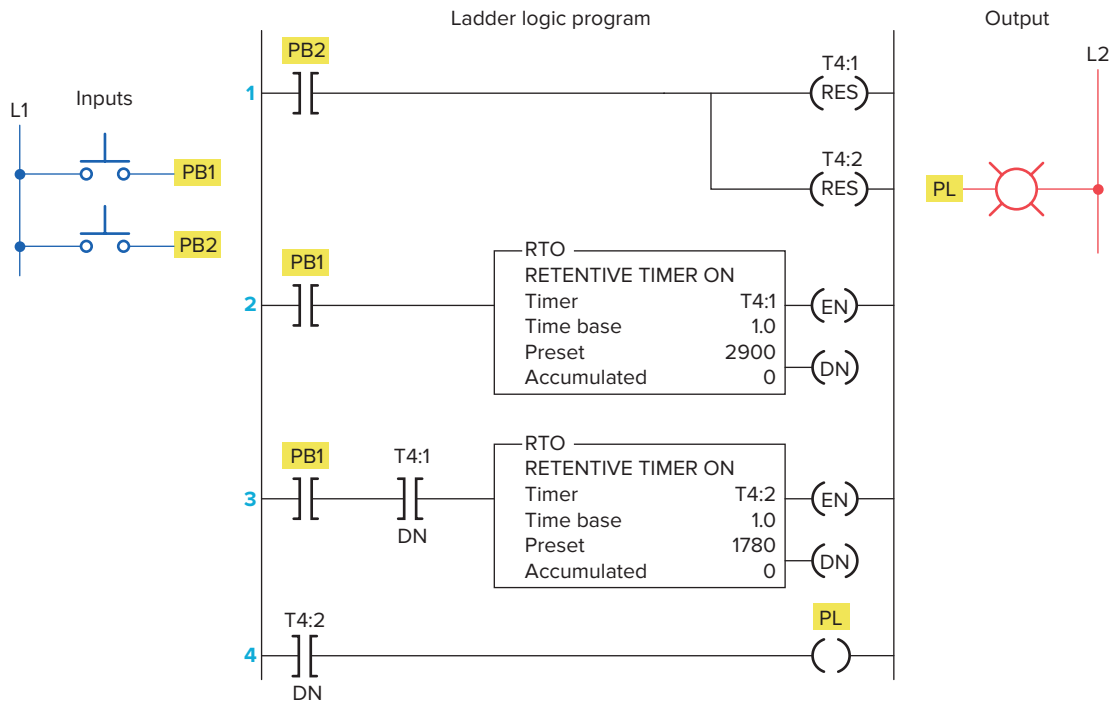 Ladder logic program
Output
L1
Inputs
PB1
PB2
L2
PL
1
PB2
T4:1
RES
T4:2
RES
2
PB1
RTO
RETENTIVE TIMER ON
Timer T4:1
Time base 1.0
Preset 2900
Accumulated 0
EN
DN
3
PB1
T4:1
DN
RTO
RETENTIVE TIMER ON
Timer T4:2
Time base 1.0
Preset 1780
Accumulated 0
EN
DN
4
T4:2
DN
PL